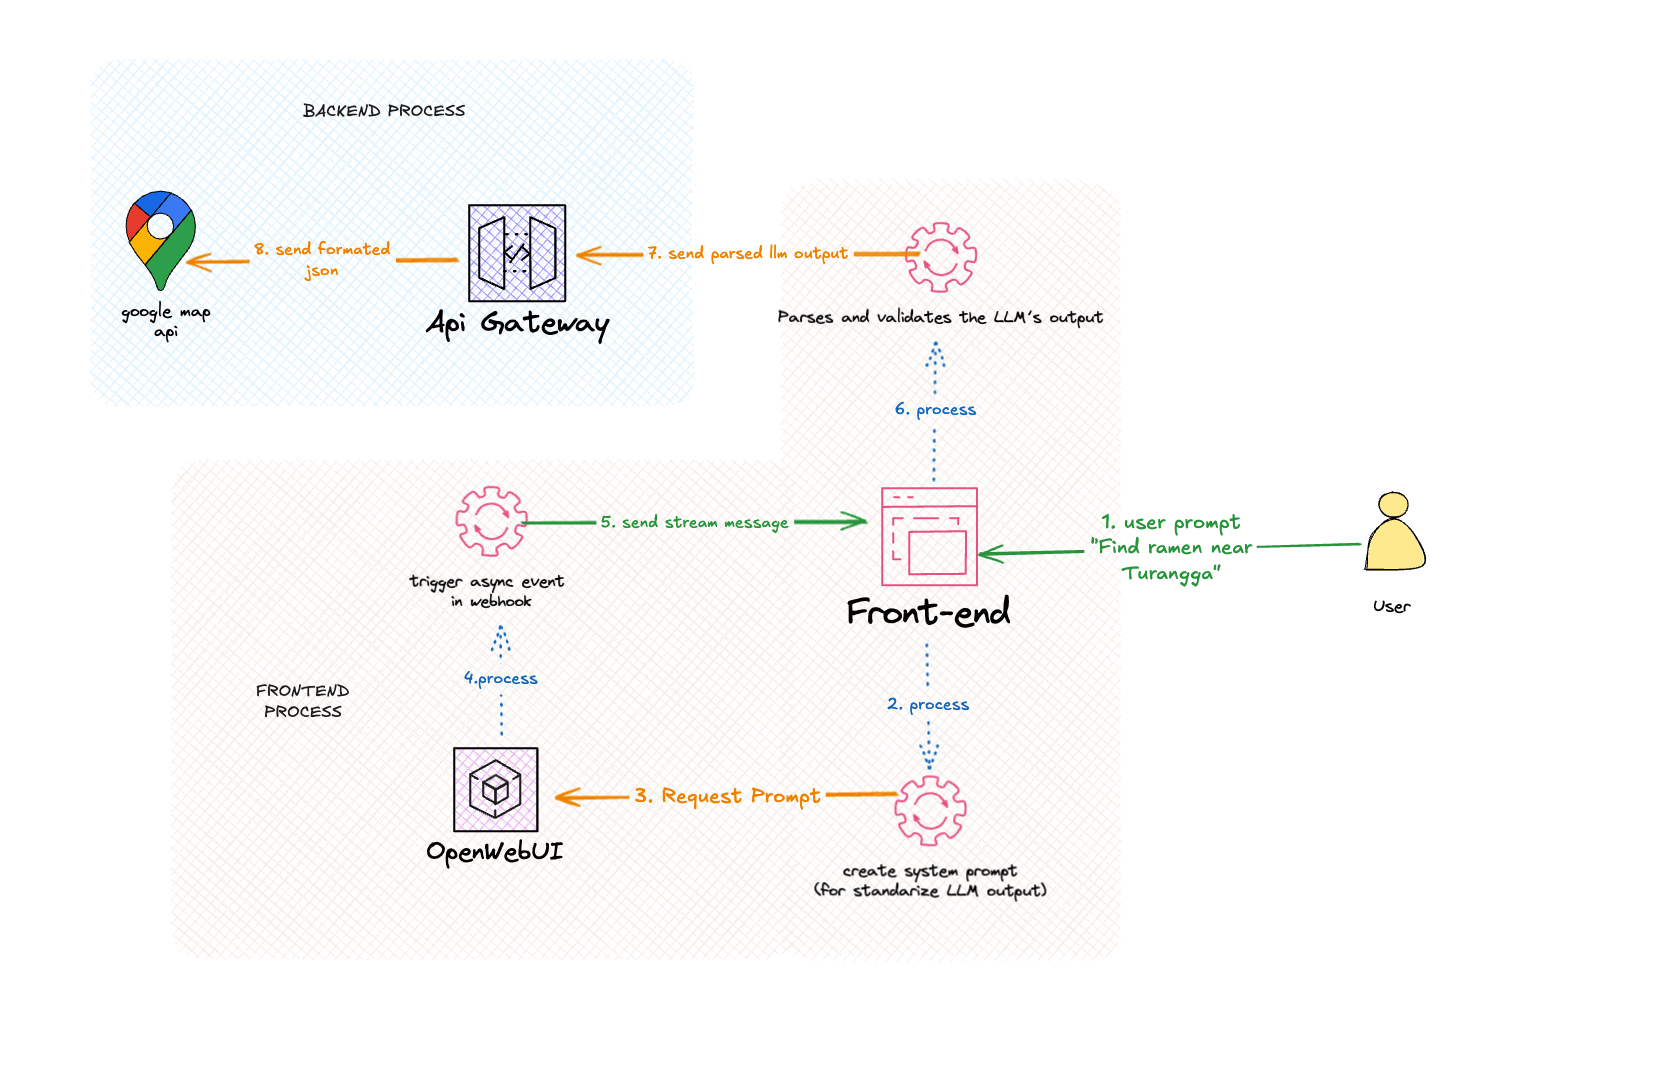 BACKEND PROCESS
8. send formated
json
7. send parsed llm output
google map
api
Api Gateway
Parses and validates the LLM's output
6. process
5. send stream message
1. user prompt
"Find ramen near
Turangga"
trigger async event
in webhook
Front-end
User
4.process
FRONTEND
PROCESS
2. process
3. Request Prompt
OpenWebUI
create system prompt
(for standarize LLM output)